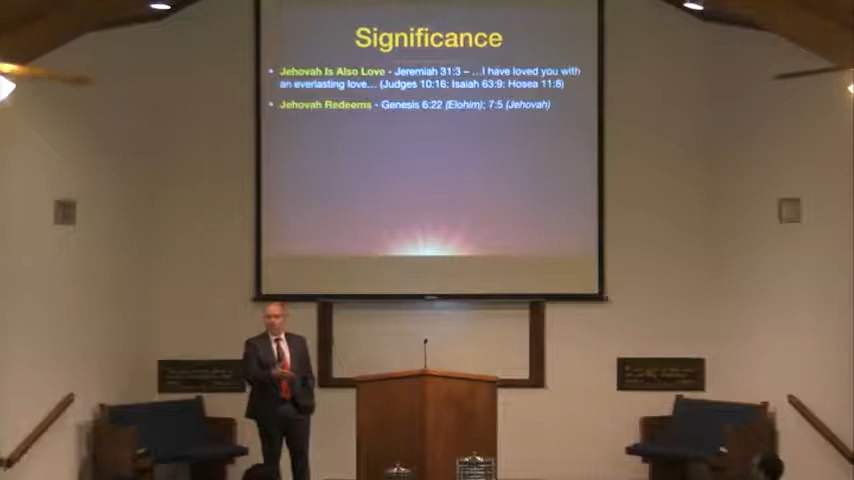 Significance
• Jehovah Is Also Love - Jeremiah 31:3 – …I have loved you with
an everlasting love… (Judges 10:16; Isaiah 63:9; Hosea 11:8)
• Jehovah Redeems - Genesis 6:22 (Elohim); 7:5 (Jehovah)